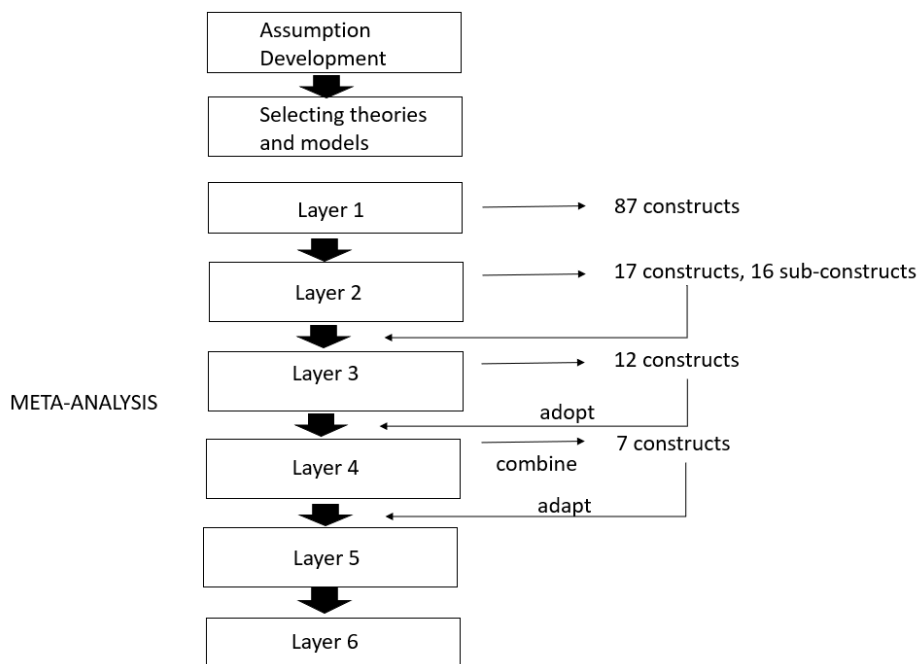 Assumption
Development
Selecting theories
and models
Layer 1
87 constructs
Layer 2
17 constructs, 16 sub-constructs
Layer 3
12 constructs
META-ANALYSIS
adopt
Layer 4
combine
7 constructs
adapt
Layer 5
Layer 6